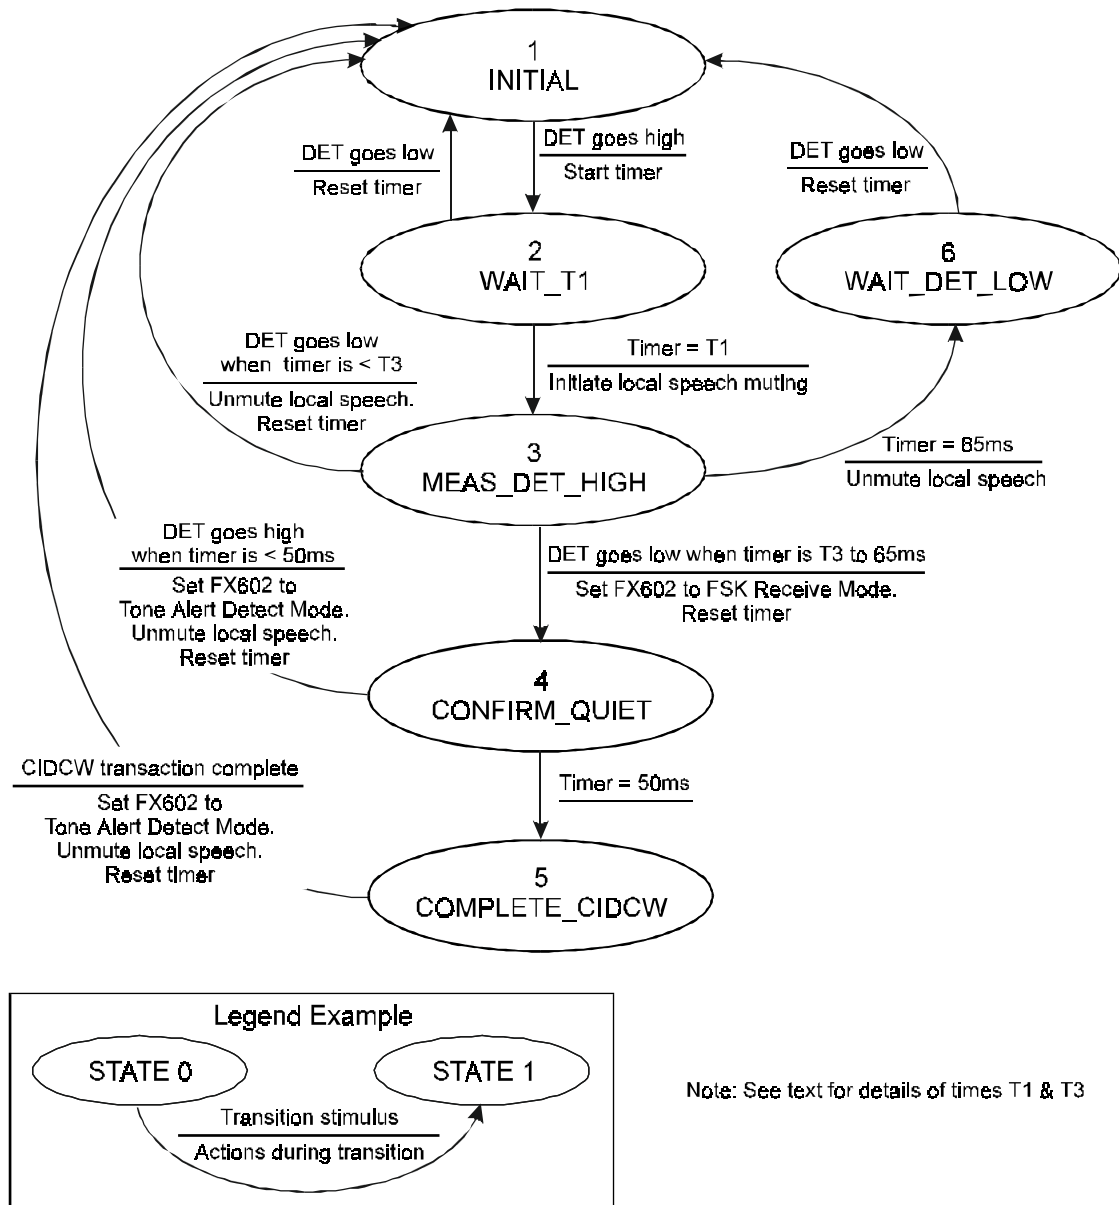 1
INITIAL
DET goes low
Reset timer
DET goes high
Start timer
DET goes low
Reset timer
2
WAIT_T1
6
WAIT_DET_LOW
DET goes low
when timer is < T3
Unmute local speech.
Reset timer
Timer = T1
Initiate local speech muting
3
MEAS_DET_HIGH
Timer = 65ms
Unmute local speech
DET goes high
when timer is < 50ms
Set FX602 to
Tone Alert Detect Mode.
Unmute local speech.
Reset timer
DET goes low when timer is T3 to 65ms
Set FX602 to FSK Receive Mode.
Reset timer
4
CONFIRM_QUIET
CIDCW transaction complete
Set FX602 to
Tone Alert Detect Mode.
Unmute local speech.
Reset timer
Timer = 50ms
5
COMPLETE_CIDCW
Legend Example
STATE 0
STATE 1
Transition stimulus
Actions during transition
Note: See text for details of times T1 & T3